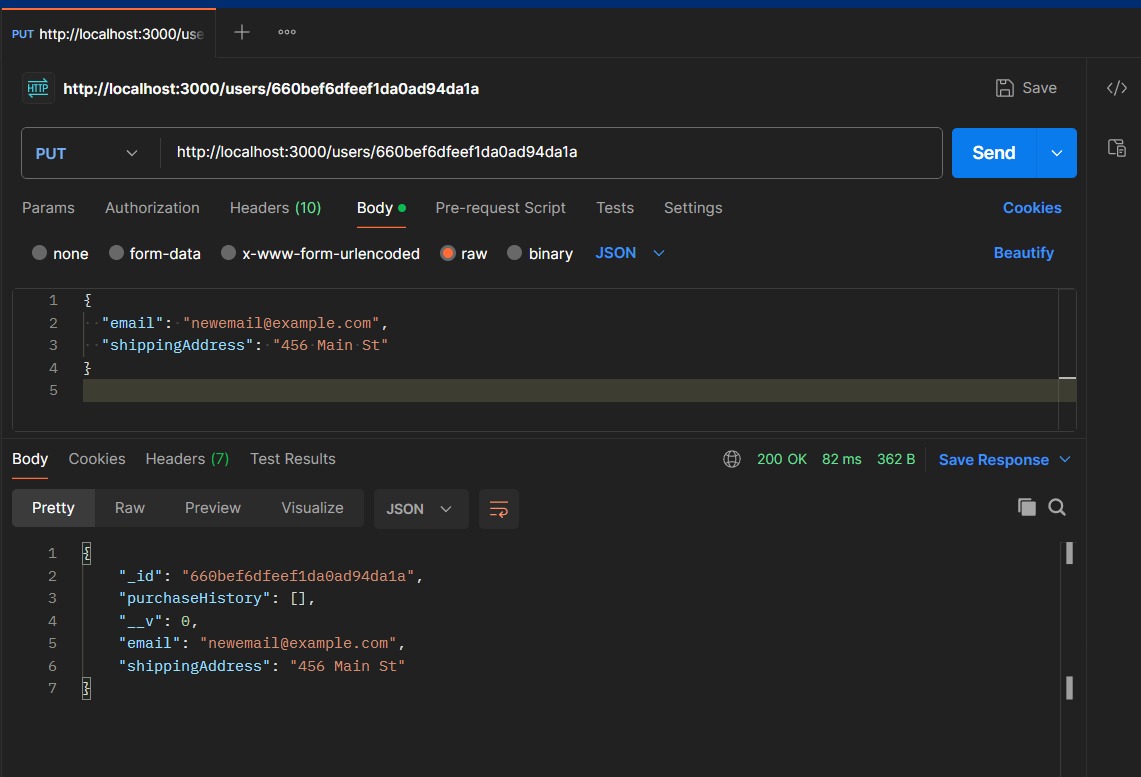 PUT http://localhost:3000/use
HTTP http://localhost:3000/users/660bef6dfeef1da0ad94da1a Save
PUT http://localhost:3000/users/660bef6dfeef1da0ad94da1a Send
Params Authorization Headers (10) Body Pre-request Script Tests Settings Cookies
none form-data x-www-form-urlencoded raw binary JSON Beautify
1 {
2 "email": "newemail@example.com",
3 "shippingAddress": "456 Main St"
4 }
5
Body Cookies Headers (7) Test Results 200 OK 82 ms 362 B Save Response
Pretty Raw Preview Visualize JSON
1 {
2 "_id": "660bef6dfeef1da0ad94da1a",
3 "purchaseHistory": [],
4 "__v": 0,
5 "email": "newemail@example.com",
6 "shippingAddress": "456 Main St"
7 }